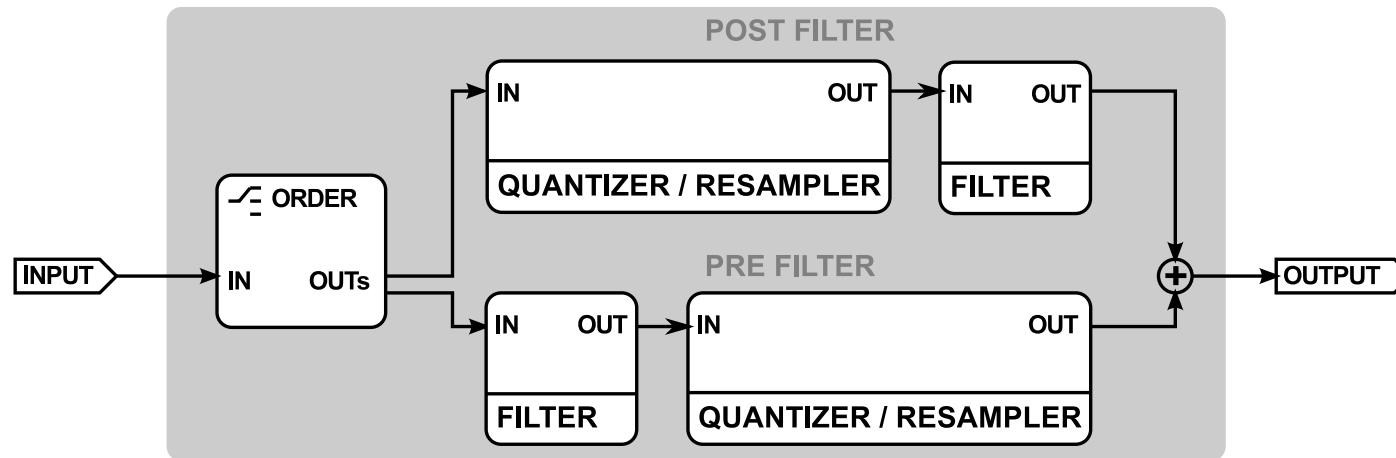 POST FILTER
IN OUT
QUANTIZER / RESAMPLER
IN OUT
FILTER
ORDER
IN OUTs
INPUT
PRE FILTER
IN OUT
FILTER
IN OUT
QUANTIZER / RESAMPLER
OUTPUT